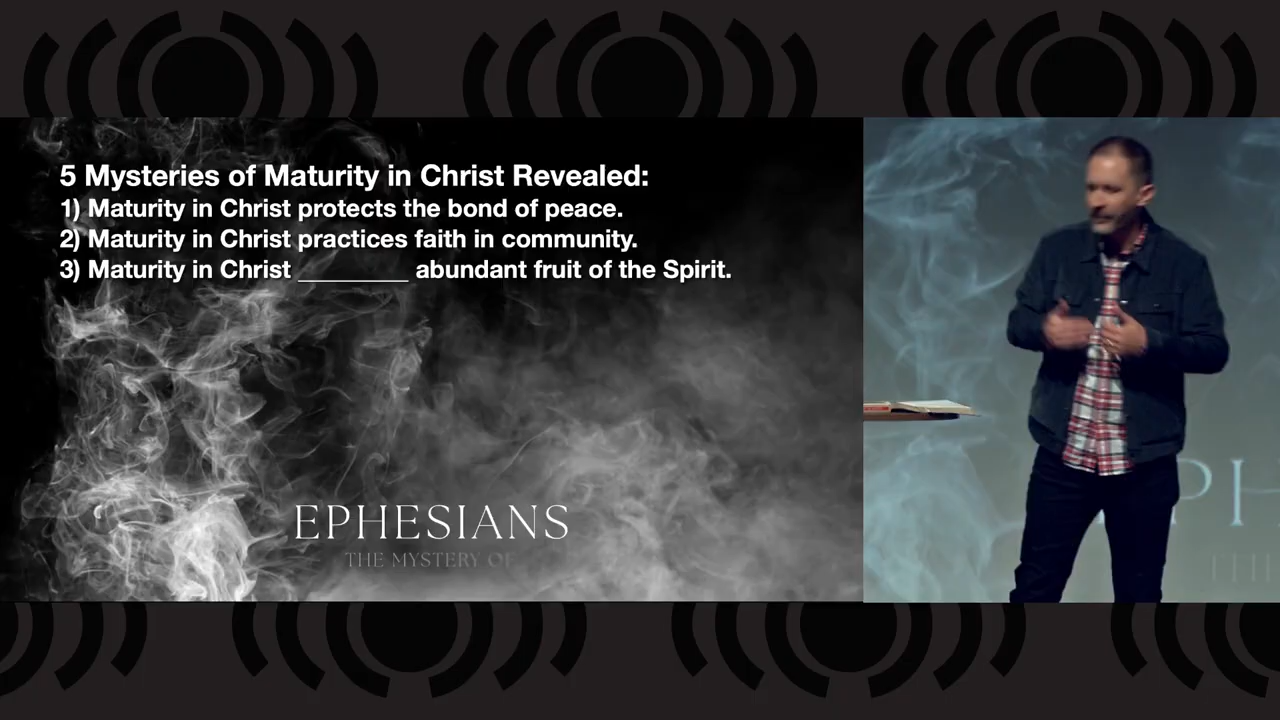 5 Mysteries of Maturity in Christ Revealed:
1) Maturity in Christ protects the bond of peace.
2) Maturity in Christ practices faith in community.
3) Maturity in Christ ________ abundant fruit of the Spirit.
EPHESIANS
THE MYSTERY OF
PH